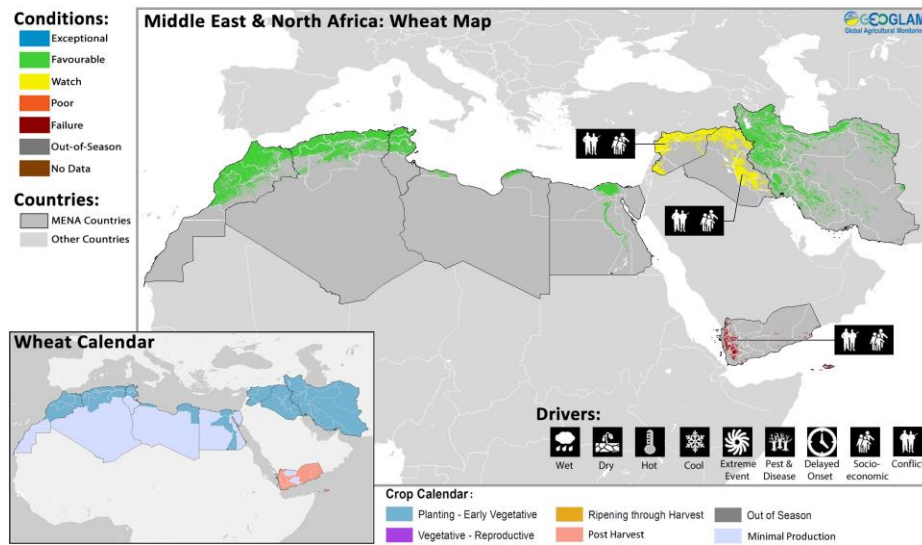 Middle East & North Africa: Wheat Map
GEOGLAM
Global Agricultural Monitoring
Conditions:
Exceptional
Favourable
Watch
Poor
Failure
Out-of-Season
No Data
Countries:
MENA Countries
Other Countries
Wheat Calendar
Drivers:
Wet
Dry
Hot
Cool
Extreme
Event
Pest &
Disease
Delayed
Onset
Socio-
economic
Conflict
Crop Calendar:
Planting - Early Vegetative
Ripening through Harvest
Out of Season
Vegetative - Reproductive
Post Harvest
Minimal Production